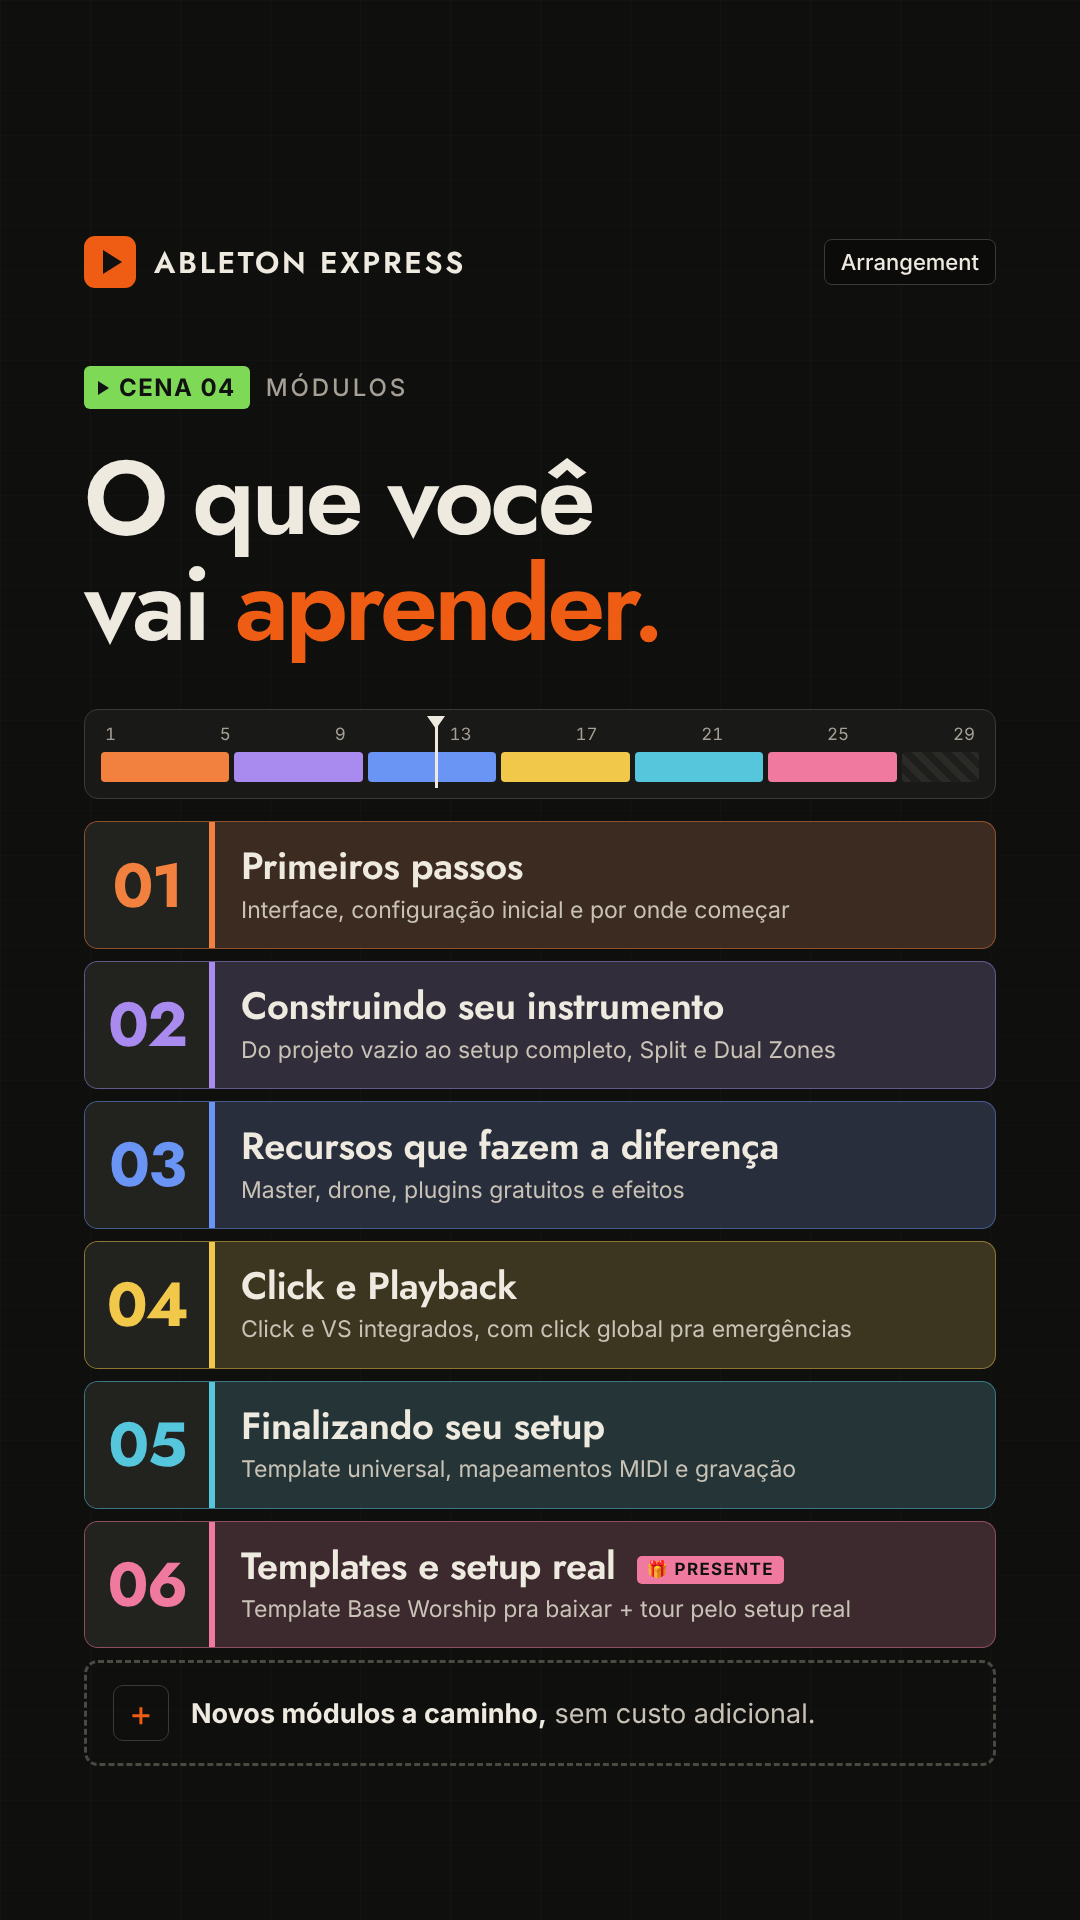 ABLETON EXPRESS
Arrangement
CENA 04 MÓDULOS
O que você
vai aprender.
1 5 9 13 17 21 25 29
01
Primeiros passos
Interface, configuração inicial e por onde começar
02
Construindo seu instrumento
Do projeto vazio ao setup completo, Split e Dual Zones
03
Recursos que fazem a diferença
Master, drone, plugins gratuitos e efeitos
04
Click e Playback
Click e VS integrados, com click global pra emergências
05
Finalizando seu setup
Template universal, mapeamentos MIDI e gravação
06
Templates e setup real 🎁 PRESENTE
Template Base Worship pra baixar + tour pelo setup real
+ Novos módulos a caminho, sem custo adicional.